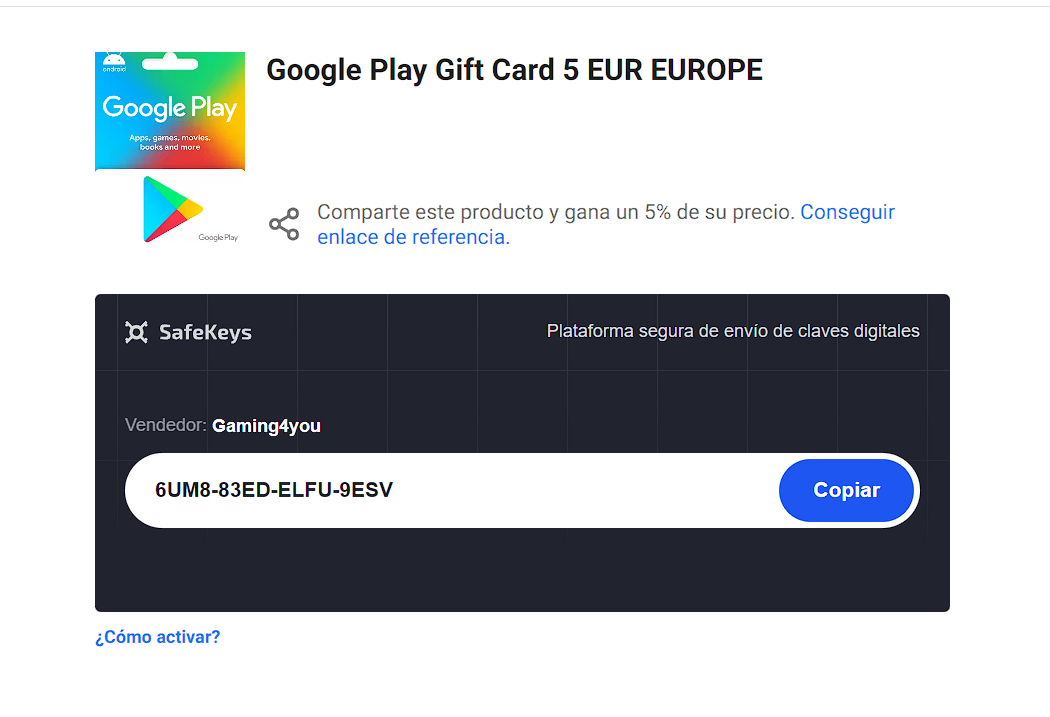 android
Google Play
Apps, games, movies,
books and more
Google Play
Google Play Gift Card 5 EUR EUROPE
Comparte este producto y gana un 5% de su precio. Conseguir
enlace de referencia.
SafeKeys
Plataforma segura de envío de claves digitales
Vendedor: Gaming4you
6UM8-83ED-ELFU-9ESV
Copiar
¿Cómo activar?